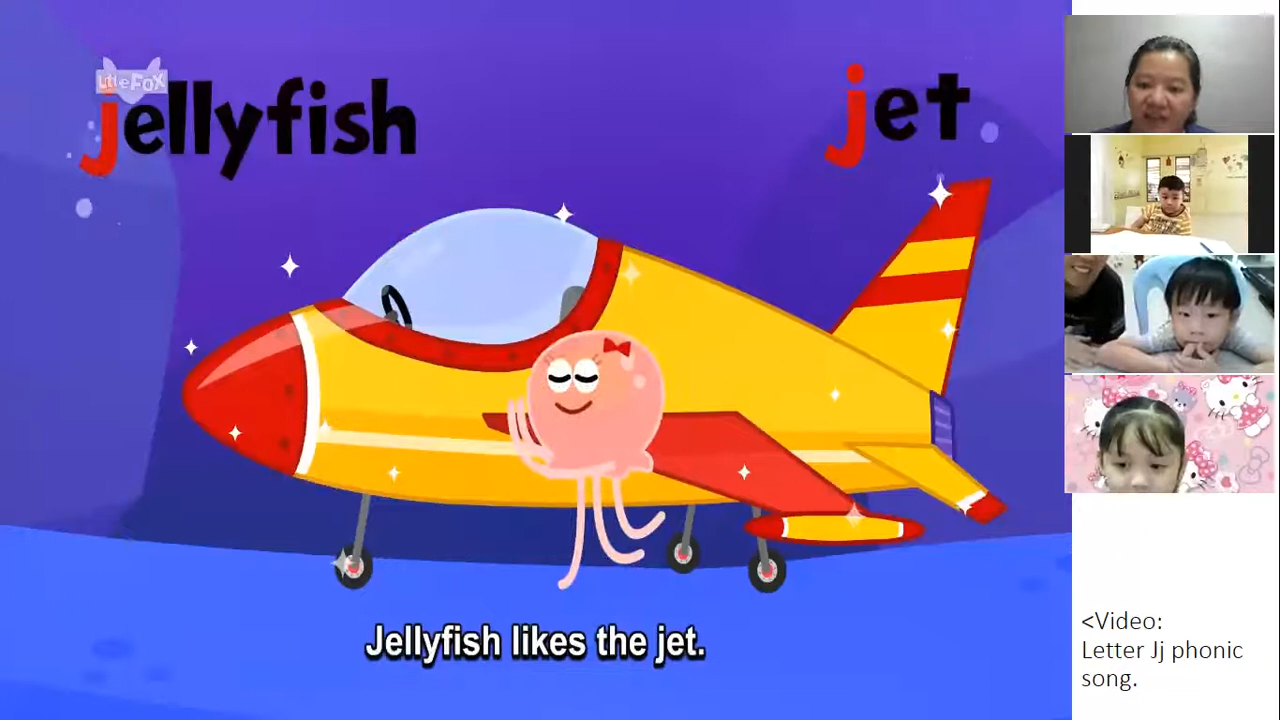 Little FOX
jellyfish
jet
Jellyfish likes the jet.
<Video:
Letter Jj phonic
song.